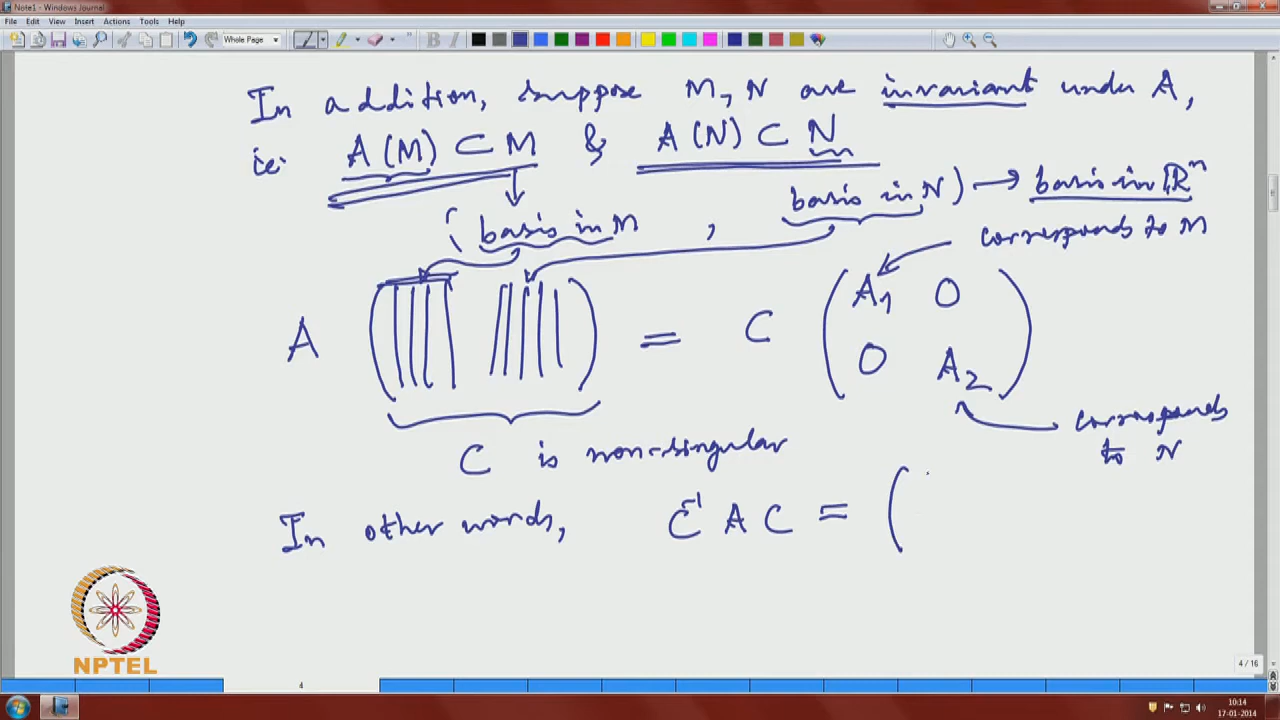 Note1 - Windows Journal
File Edit View Insert Actions Tools Help
Whole Page
In addition, suppose M, N are invariant under A,
ie: A(M) ⊂ M & A(N) ⊂ N
( basis in M , basis in N ) → basis in ℝⁿ
corresponds to M
A ( ) = C ( A₁ 0
0 A₂ )
corresponds
to N
C is non-singular
In other words, C⁻¹ A C = (
NPTEL
4 / 16
4
10:14
17-01-2014